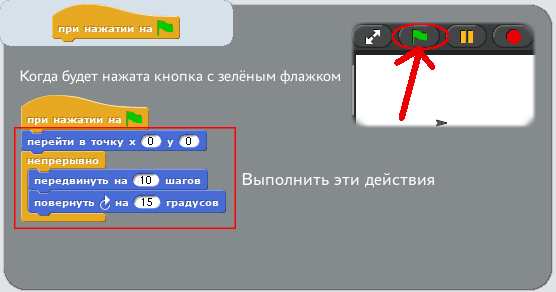 при нажатии на
Когда будет нажата кнопка с зелёным флажком
при нажатии на
перейти в точку x 0 y 0
непрерывно
передвинуть на 10 шагов
повернуть на 15 градусов
Выполнить эти действия